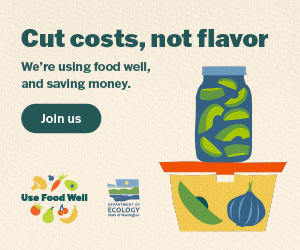 Cut costs, not flavor
We're using food well,
and saving money.
Join us
Use Food Well
DEPARTMENT OF
ECOLOGY
State of Washington